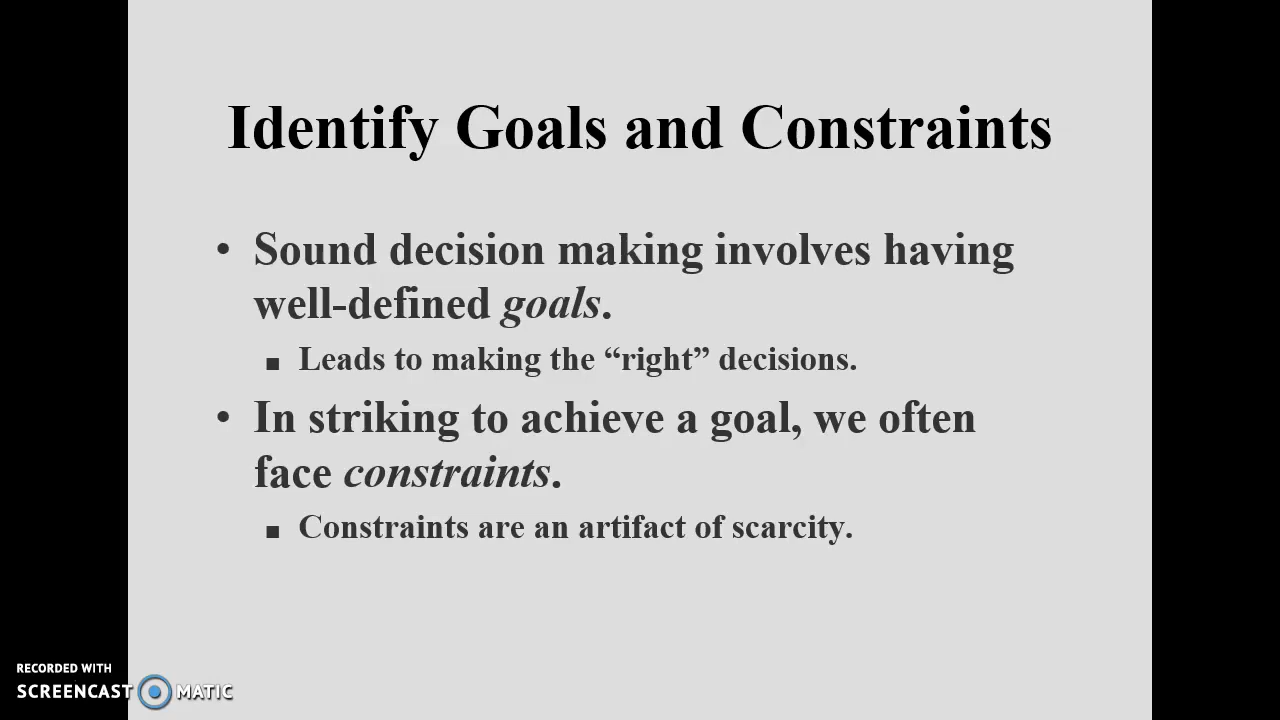 Identify Goals and Constraints
• Sound decision making involves having
well-defined goals.
■ Leads to making the “right” decisions.
• In striking to achieve a goal, we often
face constraints.
■ Constraints are an artifact of scarcity.
RECORDED WITH
SCREENCAST MATIC